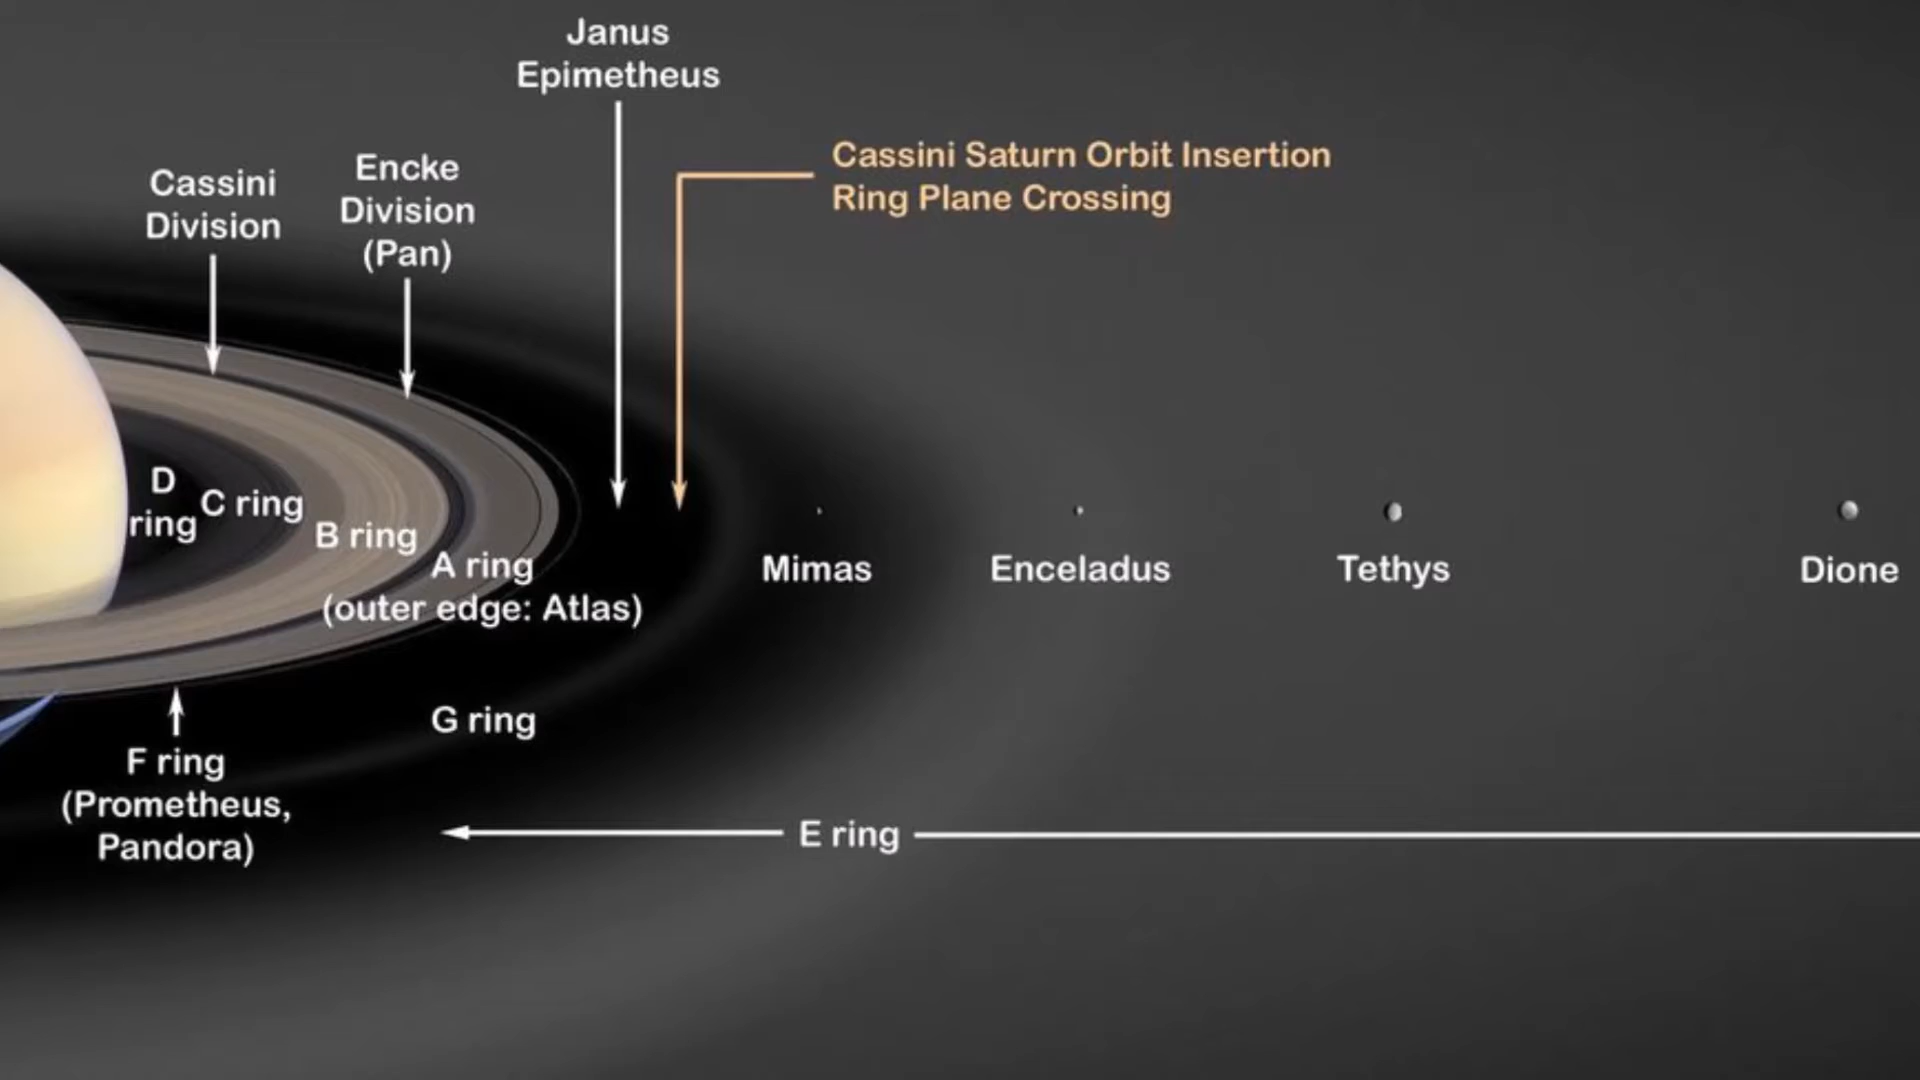 Janus
Epimetheus
Cassini Saturn Orbit Insertion
Ring Plane Crossing
Encke
Division
(Pan)
Cassini
Division
D
ring
C ring
B ring
A ring
(outer edge: Atlas)
Mimas
Enceladus
Tethys
Dione
G ring
F ring
(Prometheus,
Pandora)
E ring